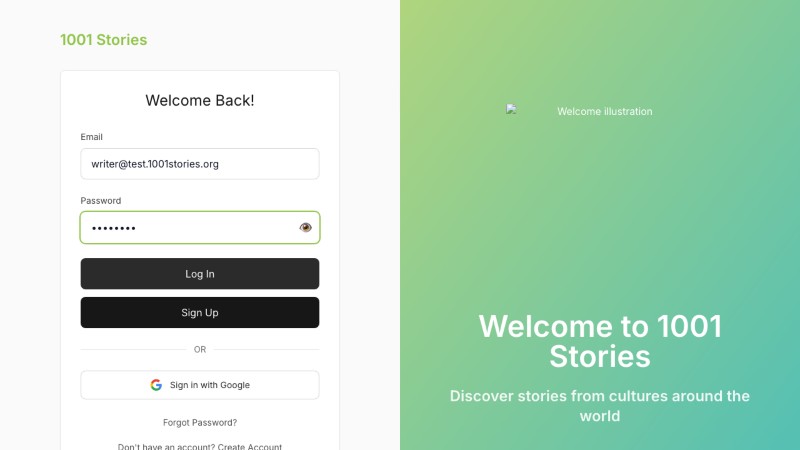 1001 Stories
Welcome Back!
Email
writer@test.1001stories.org
Password
••••••••
Log In
Sign Up
OR
Sign in with Google
Forgot Password?
Don't have an account? Create Account
Welcome illustration
Welcome to 1001
Stories
Discover stories from cultures around the
world